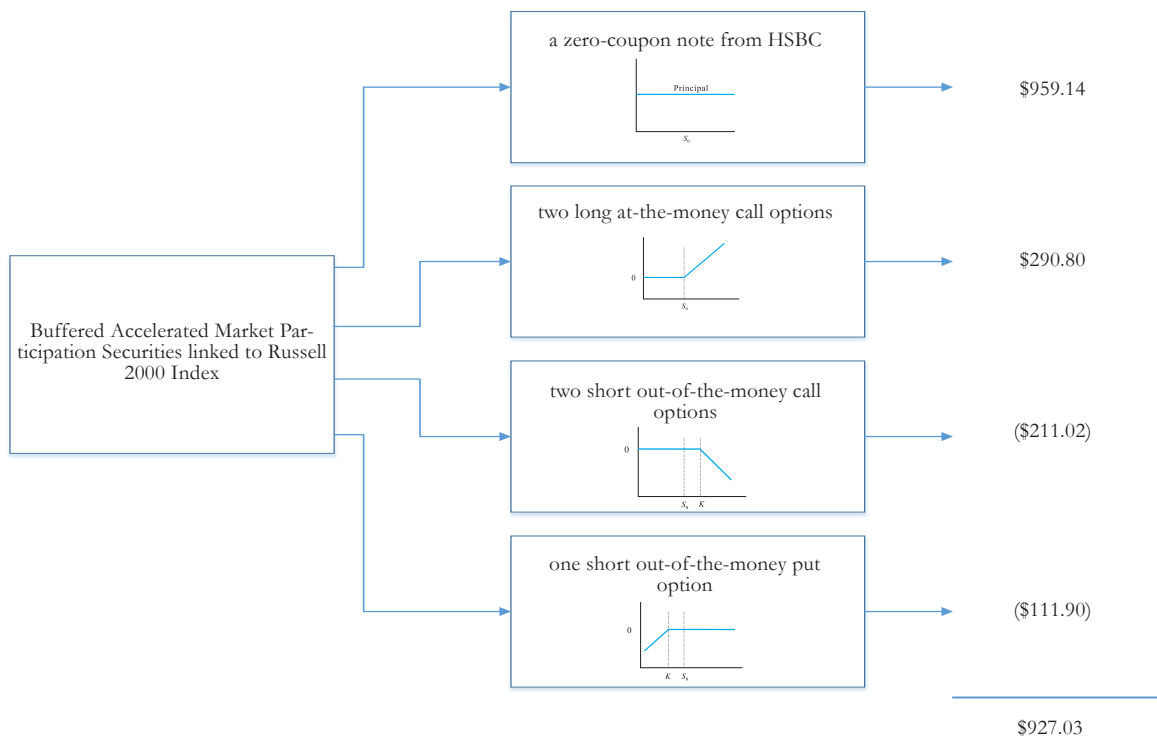 a zero-coupon note from HSBC
Principal
S₀
$959.14
two long at-the-money call options
0
S₀
$290.80
Buffered Accelerated Market Par-
ticipation Securities linked to Russell
2000 Index
two short out-of-the-money call
options
0
S₀ K
($211.02)
one short out-of-the-money put
option
0
K S₀
($111.90)
$927.03